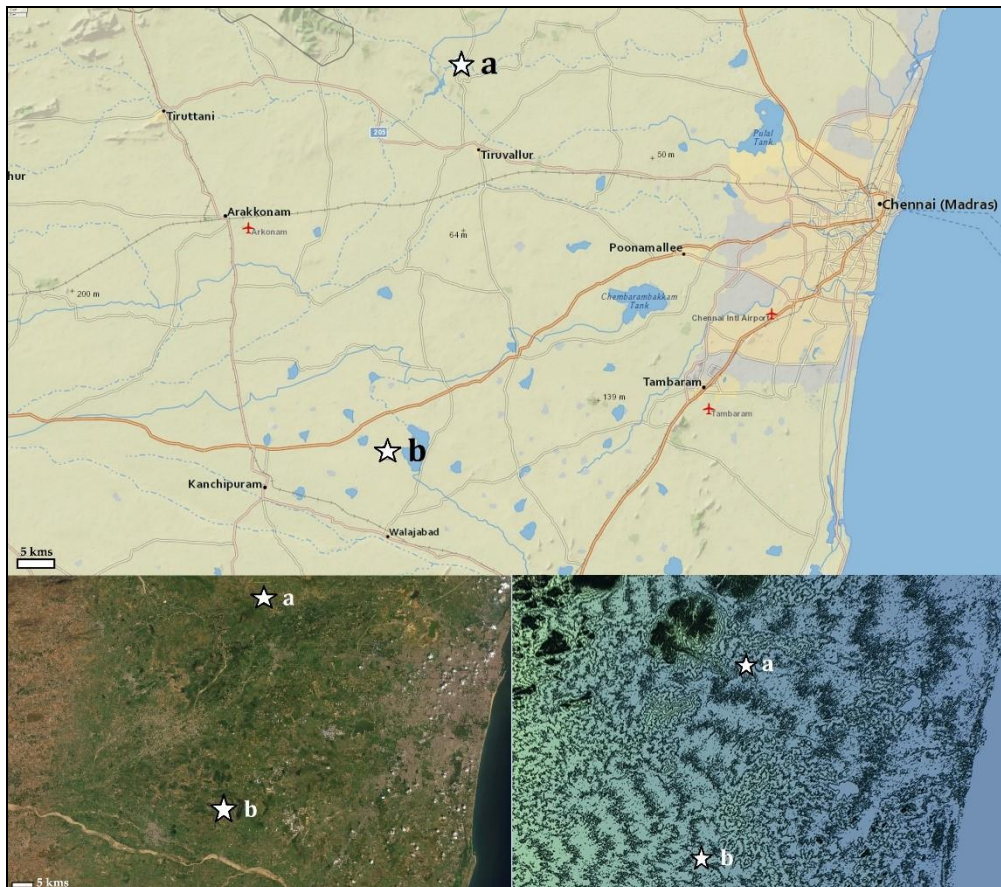 a
Tiruttani
205
Pulal
Tank
Tiruvallur
50 m
hur
Chennai (Madras)
Arakkonam
Arkonam
64 m
Poonamallee
200 m
Chembarambakkam
Tank
Chennai Intl Airport
Tambaram
139 m
Tambaram
b
Kanchipuram
Walajabad
5 kms
a
b
5 kms
a
b